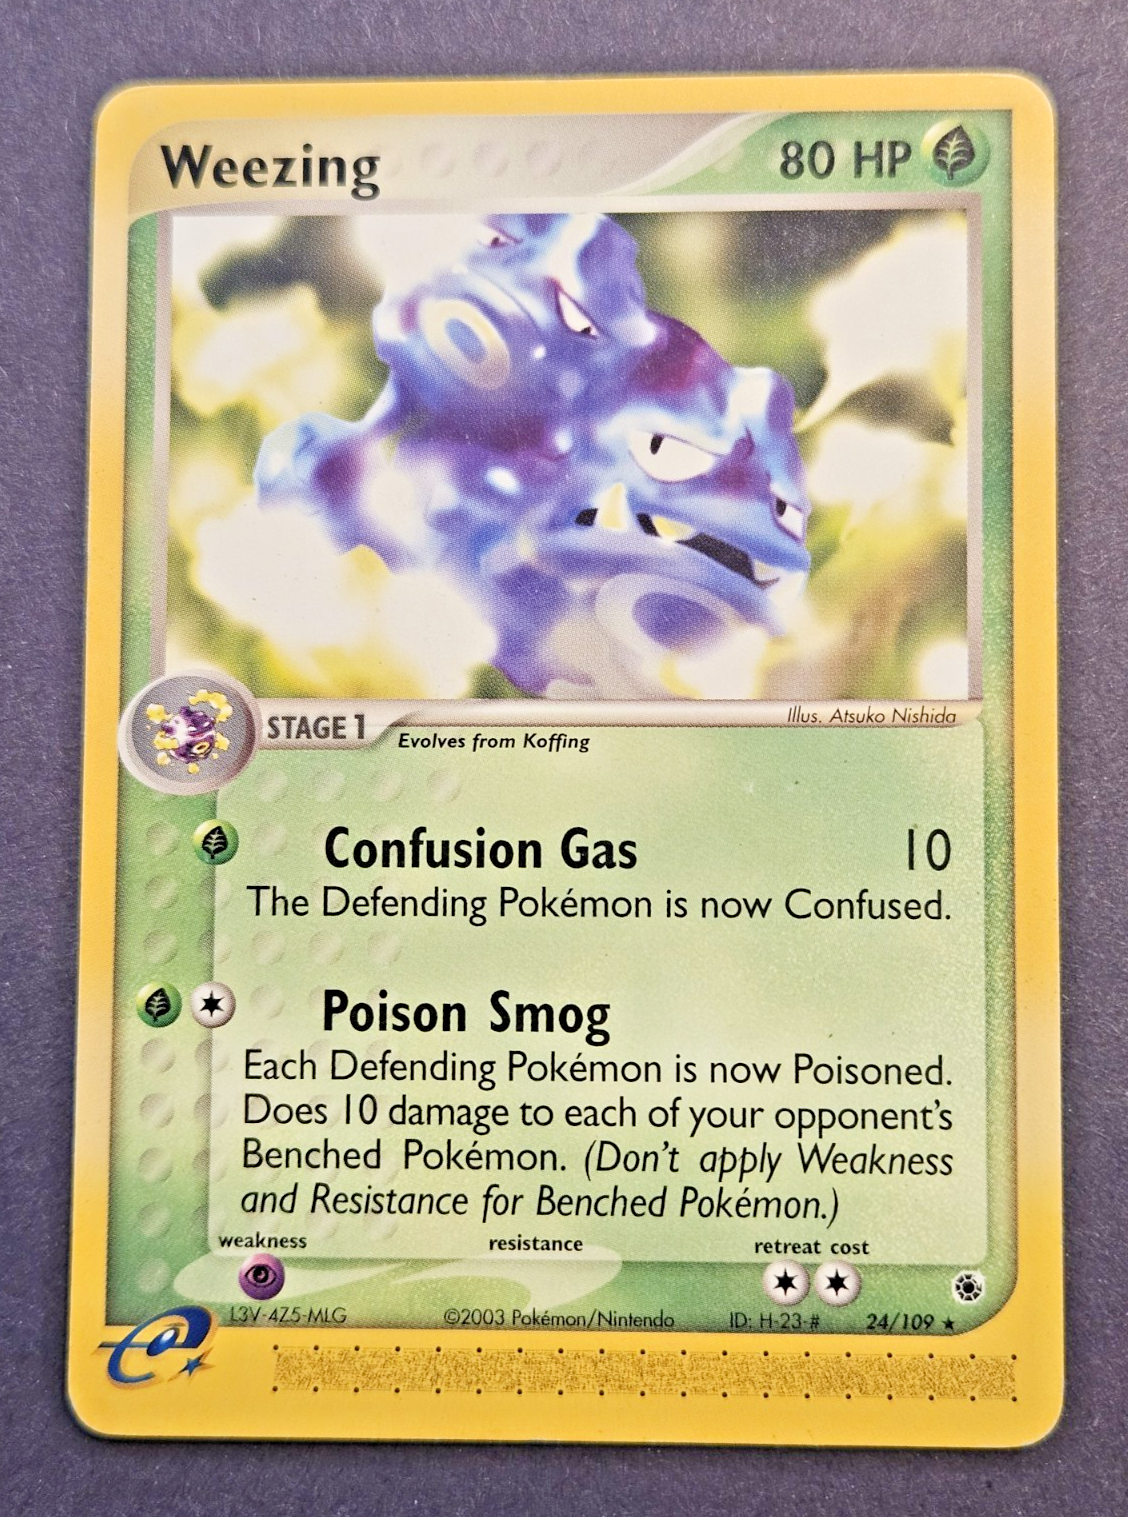 Weezing 80 HP
Illus. Atsuko Nishida
STAGE 1
Evolves from Koffing
Confusion Gas 10
The Defending Pokémon is now Confused.
Poison Smog
Each Defending Pokémon is now Poisoned.
Does 10 damage to each of your opponent's
Benched Pokémon. (Don't apply Weakness
and Resistance for Benched Pokémon.)
weakness resistance retreat cost
L3V-4Z5-MLG ©2003 Pokémon/Nintendo ID: H-23-# 24/109 ★
e